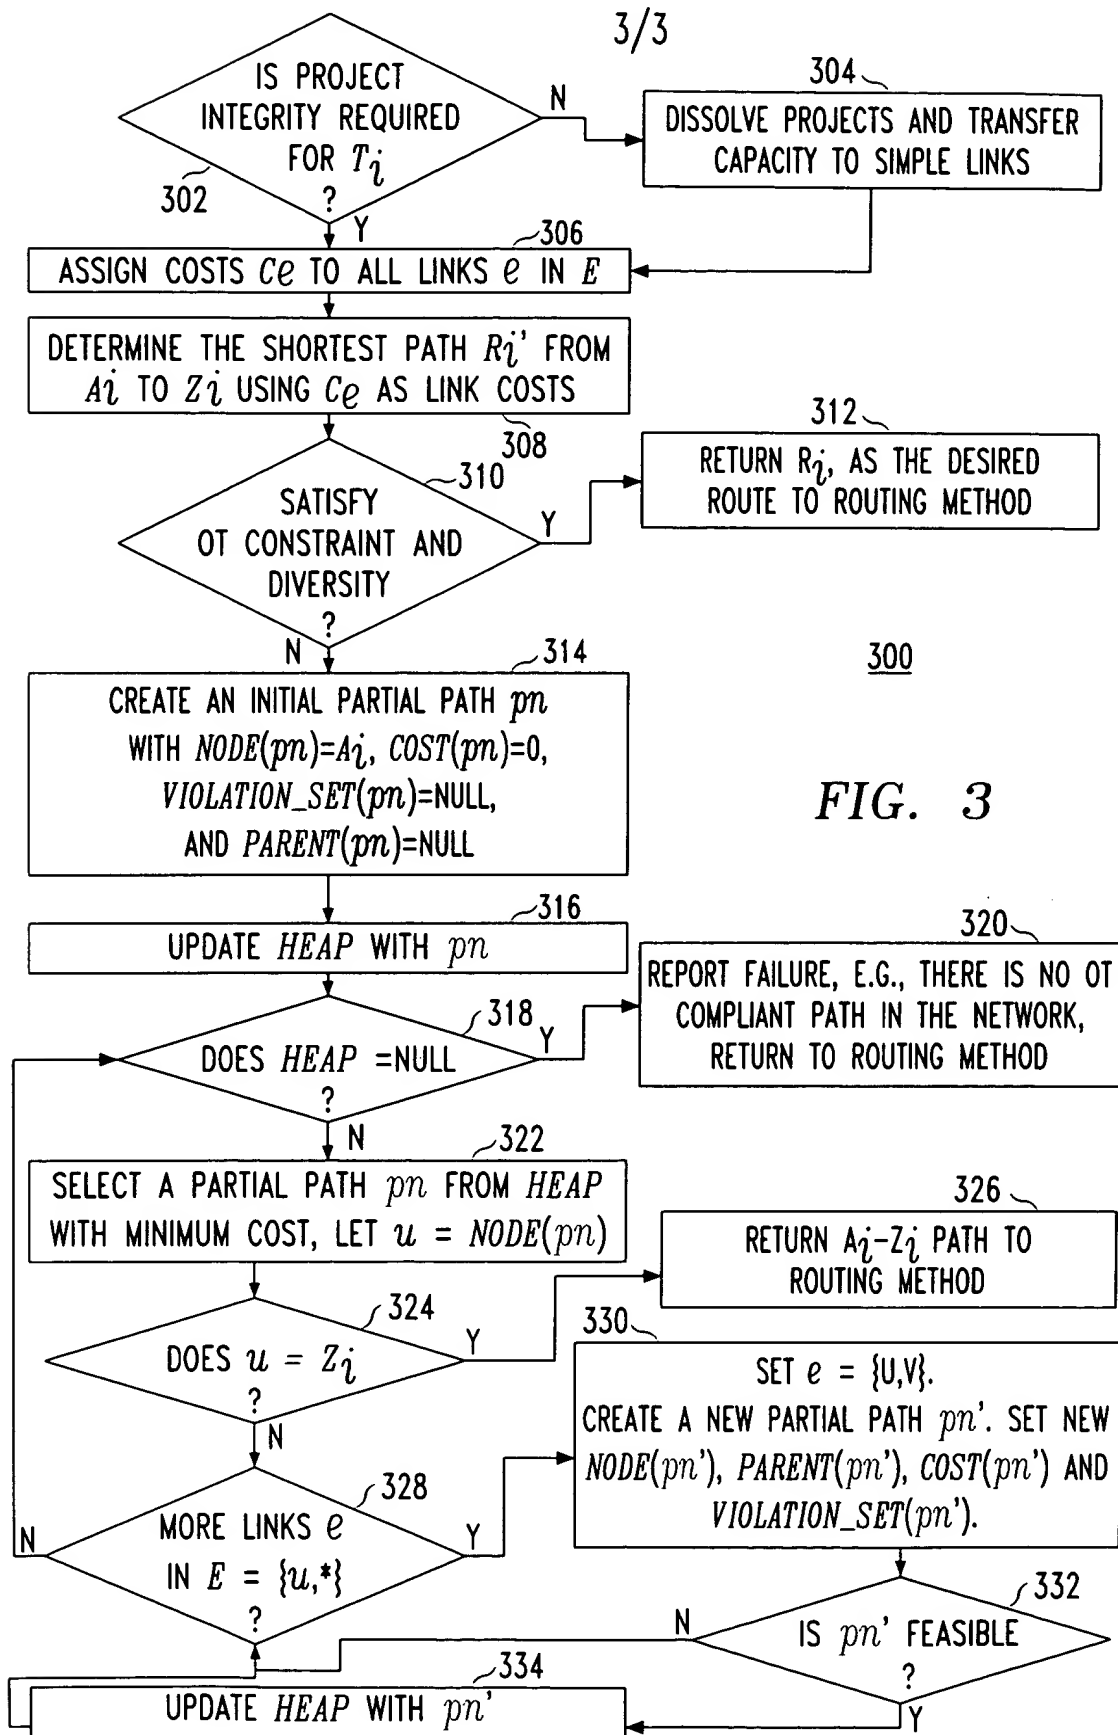 3/3
IS PROJECT
INTEGRITY REQUIRED
FOR Ti
?
302
N
Y
304
DISSOLVE PROJECTS AND TRANSFER
CAPACITY TO SIMPLE LINKS
306
ASSIGN COSTS Ce TO ALL LINKS e IN E
DETERMINE THE SHORTEST PATH Ri' FROM
Ai TO Zi USING Ce AS LINK COSTS
308
310
SATISFY
OT CONSTRAINT AND
DIVERSITY
?
Y
N
312
RETURN Ri, AS THE DESIRED
ROUTE TO ROUTING METHOD
314
CREATE AN INITIAL PARTIAL PATH pn
WITH NODE(pn)=Ai, COST(pn)=0,
VIOLATION_SET(pn)=NULL,
AND PARENT(pn)=NULL
300
FIG. 3
316
UPDATE HEAP WITH pn
318
DOES HEAP =NULL
?
Y
N
320
REPORT FAILURE, E.G., THERE IS NO OT
COMPLIANT PATH IN THE NETWORK,
RETURN TO ROUTING METHOD
322
SELECT A PARTIAL PATH pn FROM HEAP
WITH MINIMUM COST, LET u = NODE(pn)
324
DOES u = Zi
?
Y
N
326
RETURN Ai-Zi PATH TO
ROUTING METHOD
328
MORE LINKS e
IN E = {u,*}
?
N
Y
330
SET e = {U,V}.
CREATE A NEW PARTIAL PATH pn'. SET NEW
NODE(pn'), PARENT(pn'), COST(pn') AND
VIOLATION_SET(pn').
332
IS pn' FEASIBLE
?
N
Y
334
UPDATE HEAP WITH pn'